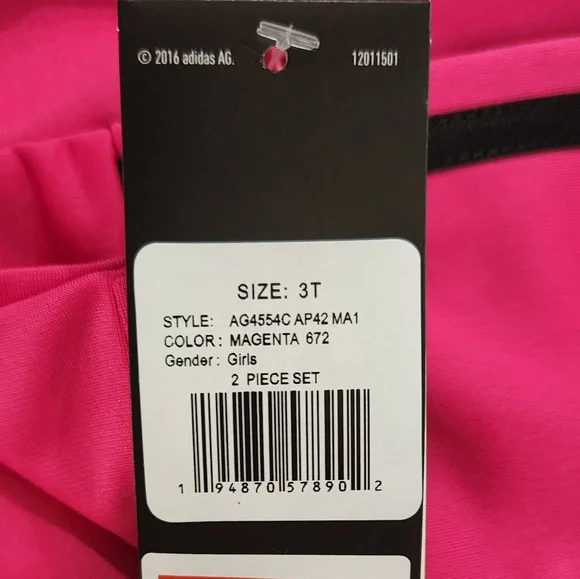 © 2016 adidas AG. 12011501
SIZE: 3T
STYLE: AG4554C AP42 MA1
COLOR: MAGENTA 672
Gender: Girls
2 PIECE SET
1 94870 57890 2